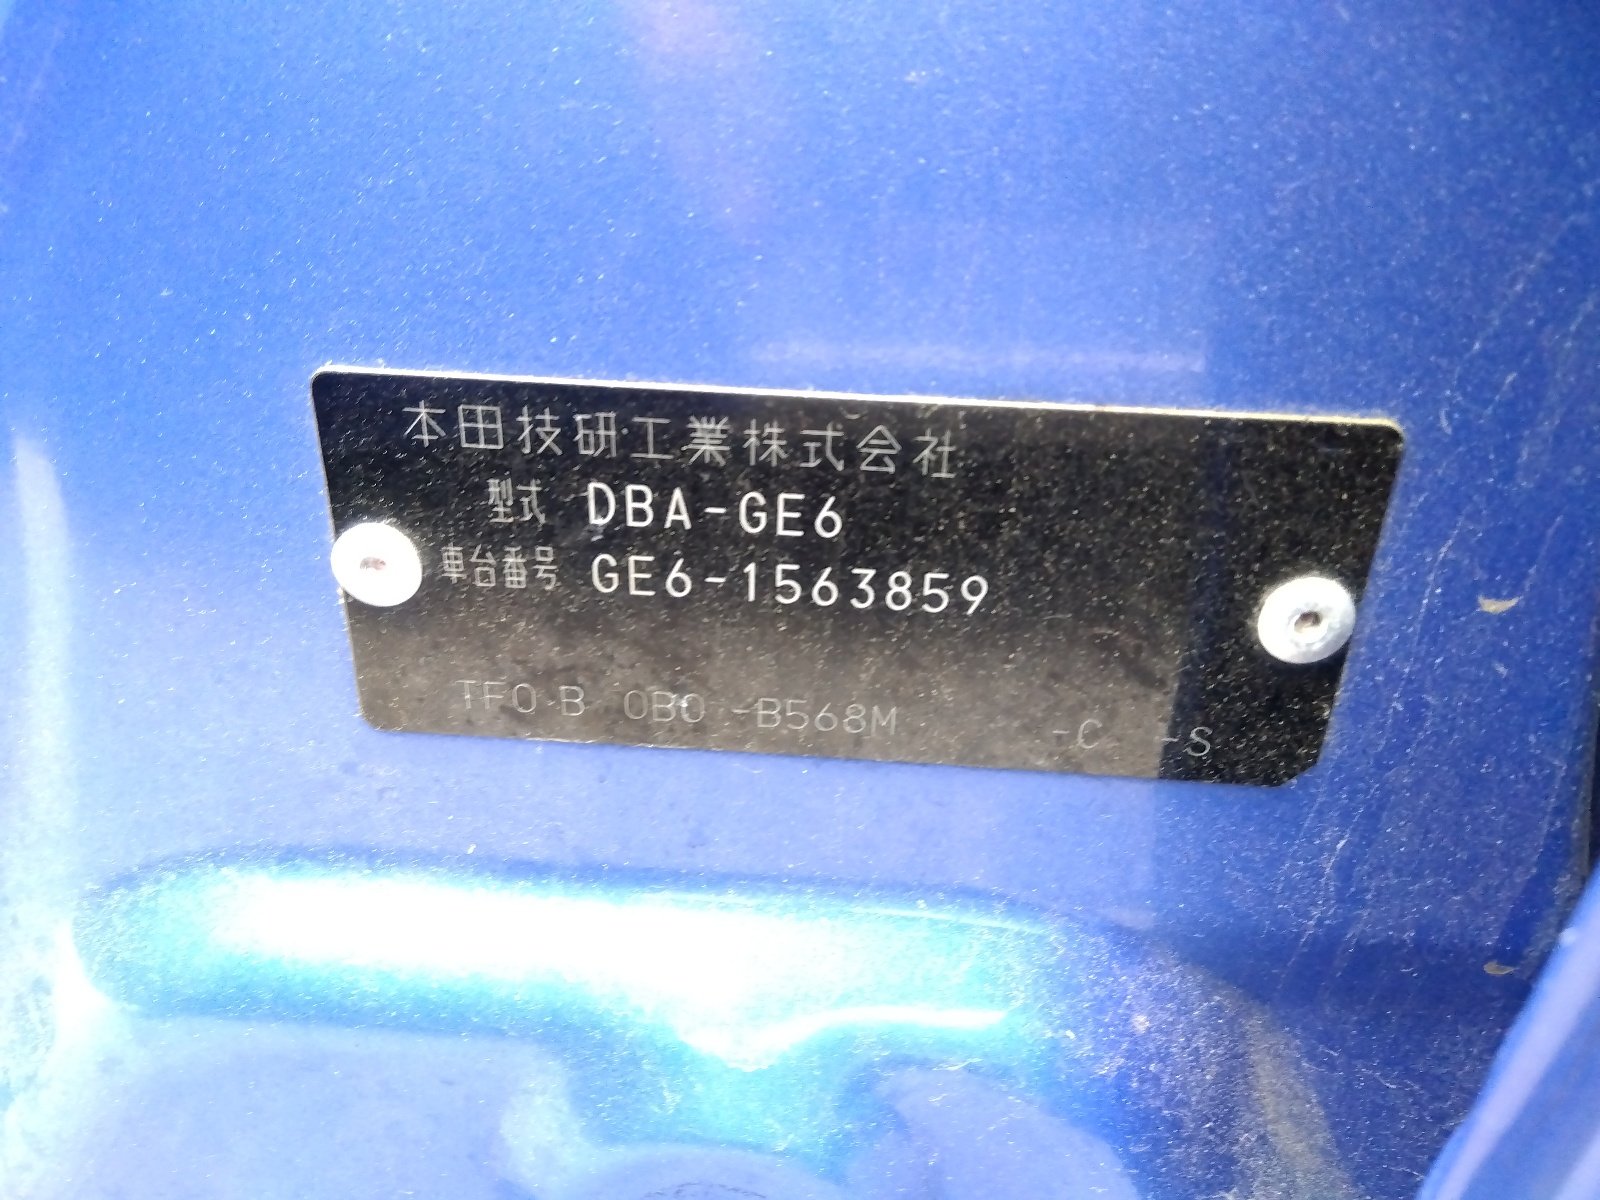 本田技研工業株式会社
型式 DBA-GE6
車台番号 GE6-1563859
TF0 B 0B0 -B568M -C -S